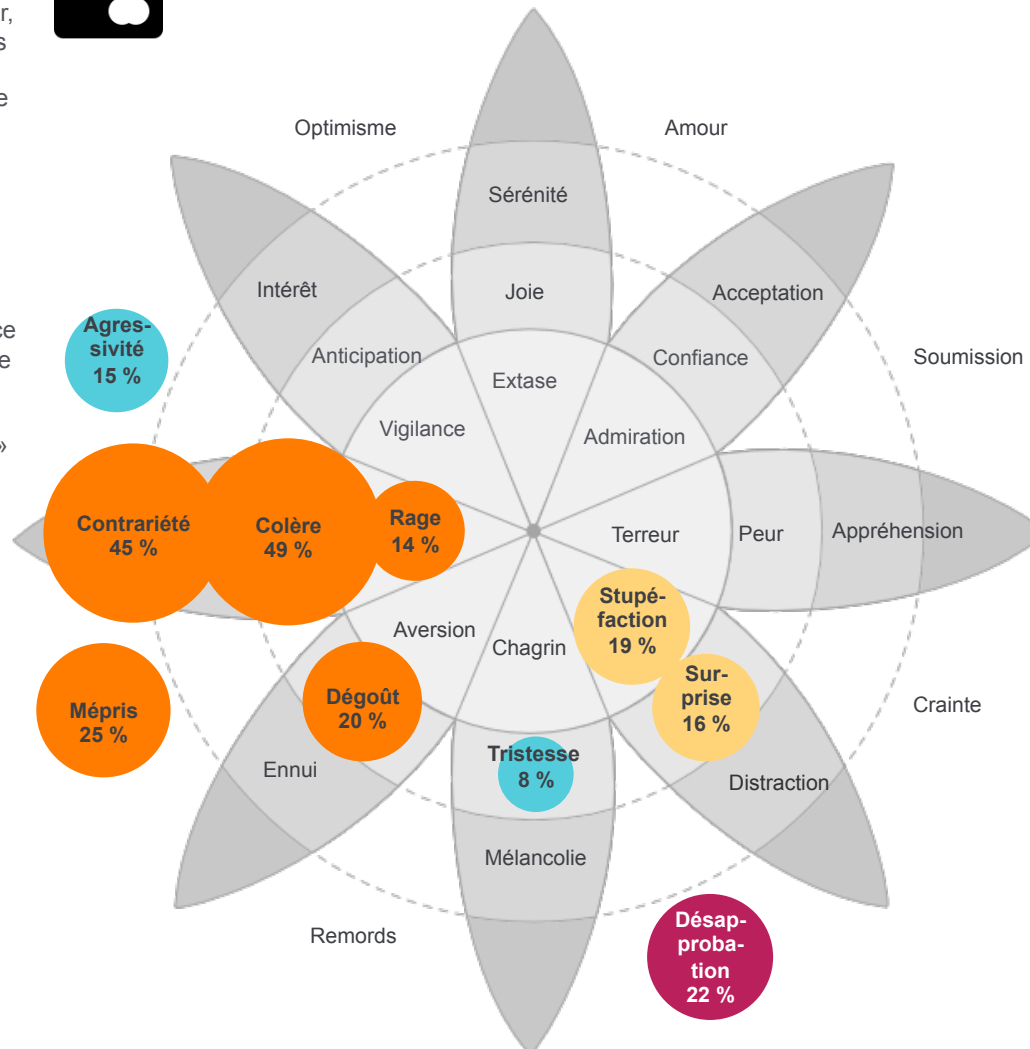 r,
s
e
ce
e
»
Optimisme
Amour
Sérénité
Intérêt
Joie
Acceptation
Agres-
sivité
15 %
Anticipation
Confiance
Soumission
Extase
Vigilance
Admiration
Contrariété
45 %
Colère
49 %
Rage
14 %
Terreur
Peur
Appréhension
Aversion
Chagrin
Stupé-
faction
19 %
Mépris
25 %
Dégoût
20 %
Sur-
prise
16 %
Crainte
Ennui
Tristesse
8 %
Distraction
Mélancolie
Remords
Désap-
proba-
tion
22 %